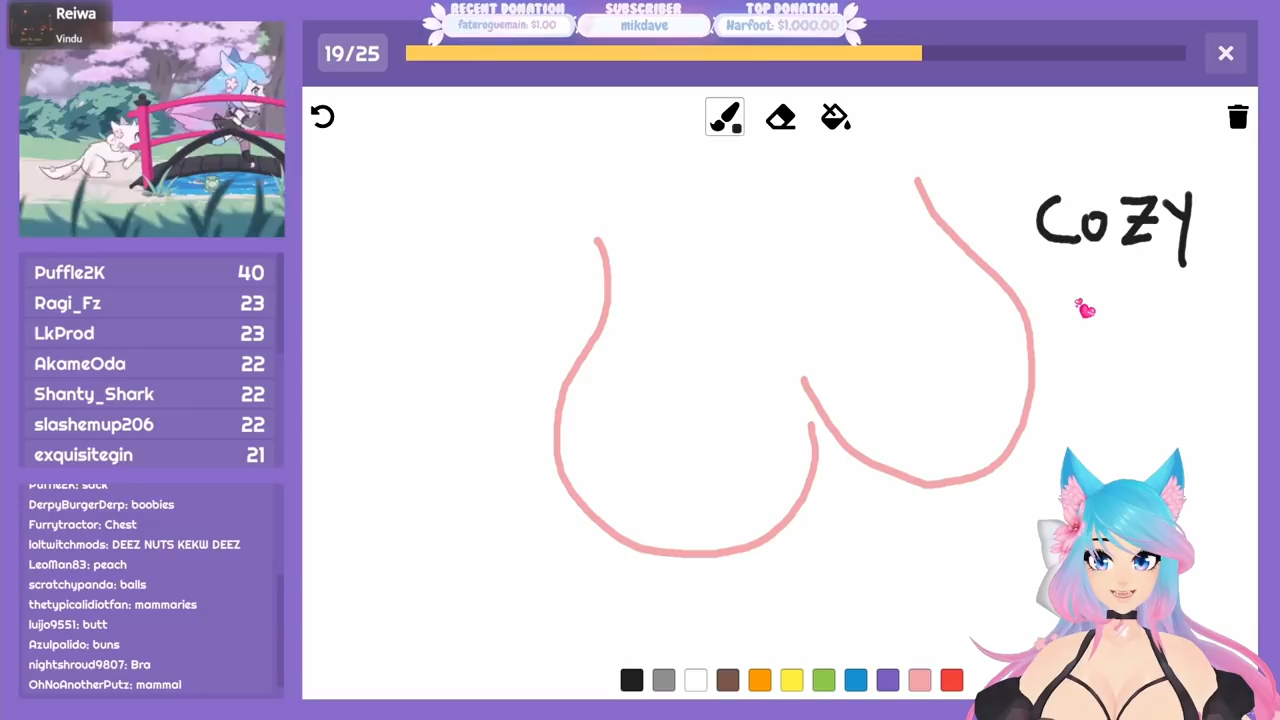 Reiwa
Vindu
RECENT DONATION
fateroguemain: $1.00
SUBSCRIBER
mikdave
TOP DONATION
Narfoot: $1,000.00
19/25
COZY
Puffle2K 40
Ragi_Fz 23
LkProd 23
AkameOda 22
Shanty_Shark 22
slashemup206 22
exquisitegin 21
Puffle2K: sack
DerpyBurgerDerp: boobies
Furrytractor: Chest
loltwitchmods: DEEZ NUTS KEKW DEEZ
LeoMan83: peach
scratchypanda: balls
thetypicalidiotfan: mammaries
luijo9551: butt
Azulpalido: buns
nightshroud9807: Bra
OhNoAnotherPutz: mammal